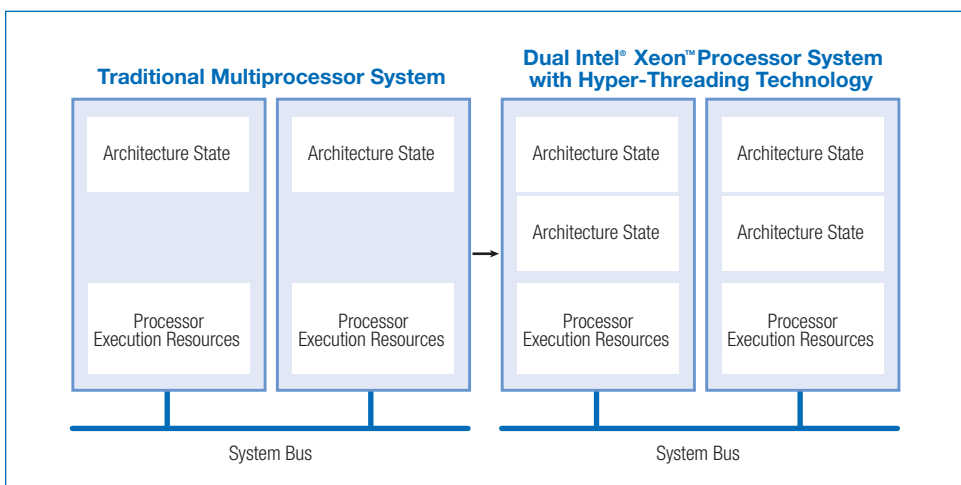 Traditional Multiprocessor System
Architecture State
Architecture State
Processor
Execution Resources
Processor
Execution Resources
System Bus
Dual Intel® Xeon™Processor System
with Hyper-Threading Technology
Architecture State
Architecture State
Architecture State
Architecture State
Processor
Execution Resources
Processor
Execution Resources
System Bus